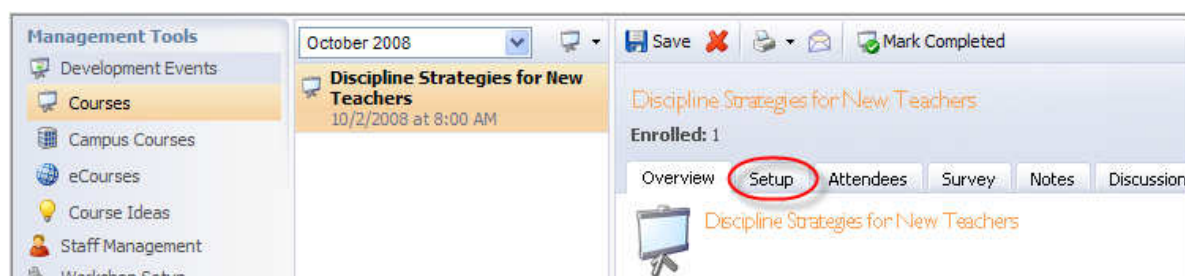 Management Tools
Development Events
Courses
Campus Courses
eCourses
Course Ideas
Staff Management
Workshop Setup
October 2008
Discipline Strategies for New
Teachers
10/2/2008 at 8:00 AM
Save
Mark Completed
Discipline Strategies for New Teachers
Enrolled: 1
Overview
Setup
Attendees
Survey
Notes
Discussion
Discipline Strategies for New Teachers